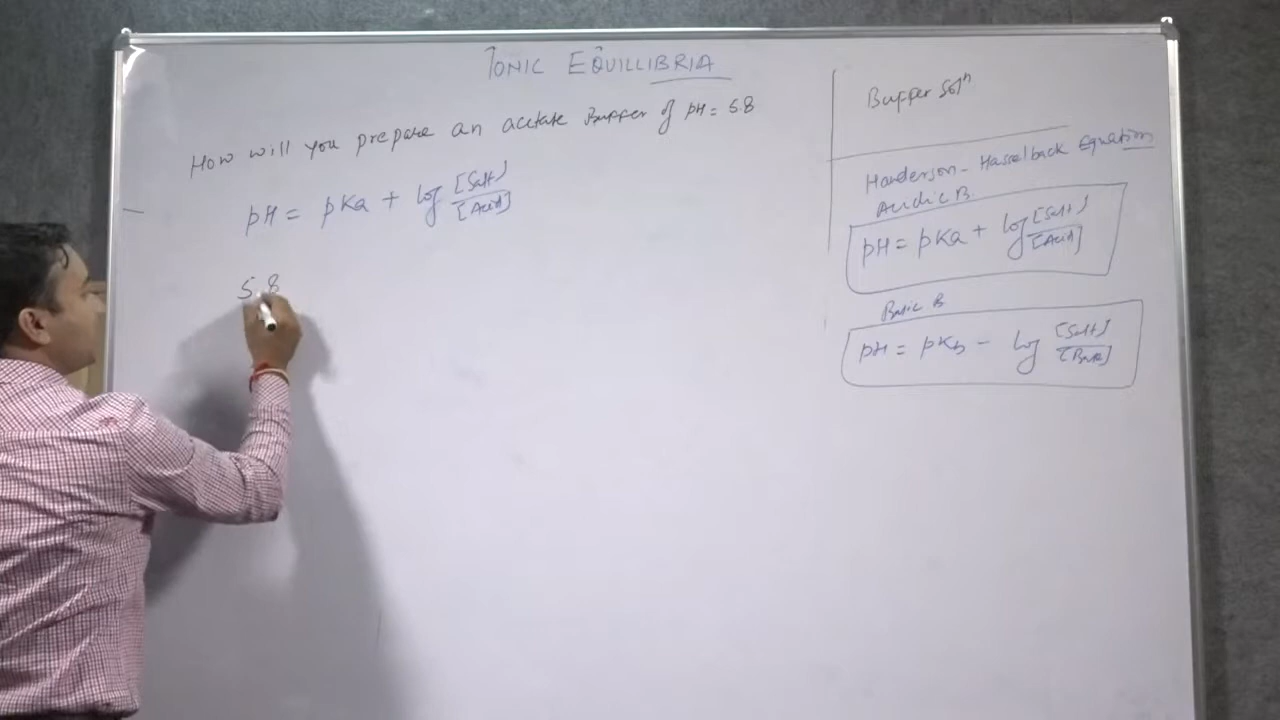 IONIC EQUILLIBRIA
How will you prepare an acetate Buffer of pH = 5.8
pH = pKa + log [Salt]/[Acid]
5.8
Buffer Solⁿ
Handerson - Hasselback Equation
Acidic B.
pH = pKa + log [Salt]/[Acid]
Basic B
pH = pKb - log [Salt]/[Base]